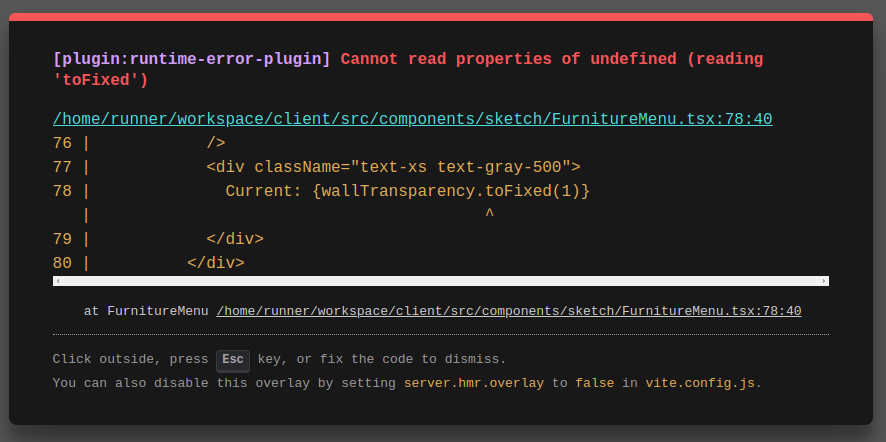 [plugin:runtime-error-plugin] Cannot read properties of undefined (reading
'toFixed')
/home/runner/workspace/client/src/components/sketch/FurnitureMenu.tsx:78:40
76 |            />
77 |            <div className="text-xs text-gray-500">
78 |              Current: {wallTransparency.toFixed(1)}
   |                                         ^
79 |            </div>
80 |          </div>
at FurnitureMenu /home/runner/workspace/client/src/components/sketch/FurnitureMenu.tsx:78:40
Click outside, press Esc key, or fix the code to dismiss.
You can also disable this overlay by setting server.hmr.overlay to false in vite.config.js.